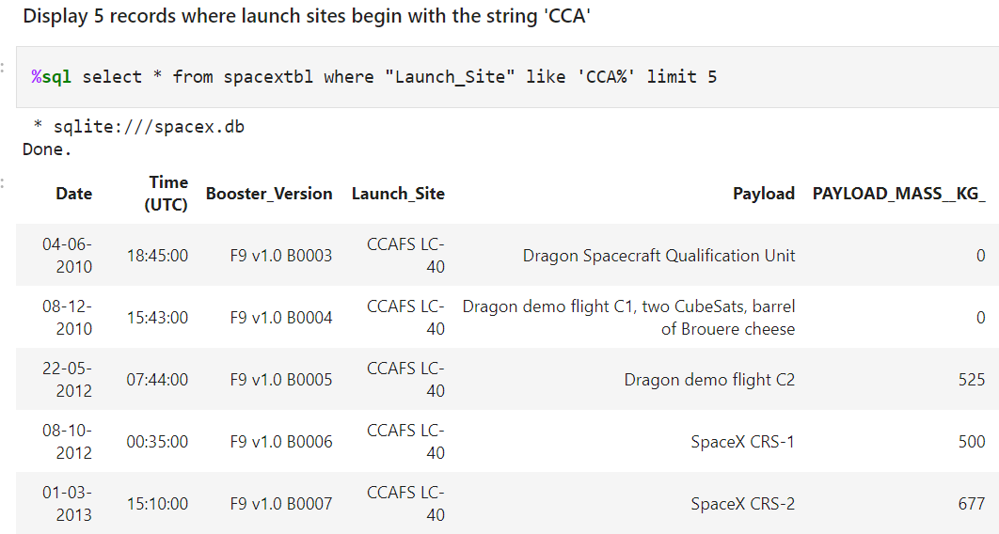 Display 5 records where launch sites begin with the string 'CCA'
%sql select * from spacextbl where "Launch_Site" like 'CCA%' limit 5
* sqlite:///spacex.db
Done.
Date Time (UTC) Booster_Version Launch_Site Payload PAYLOAD_MASS__KG_
04-06-2010 18:45:00 F9 v1.0 B0003 CCAFS LC-40 Dragon Spacecraft Qualification Unit 0
08-12-2010 15:43:00 F9 v1.0 B0004 CCAFS LC-40 Dragon demo flight C1, two CubeSats, barrel of Brouere cheese 0
22-05-2012 07:44:00 F9 v1.0 B0005 CCAFS LC-40 Dragon demo flight C2 525
08-10-2012 00:35:00 F9 v1.0 B0006 CCAFS LC-40 SpaceX CRS-1 500
01-03-2013 15:10:00 F9 v1.0 B0007 CCAFS LC-40 SpaceX CRS-2 677